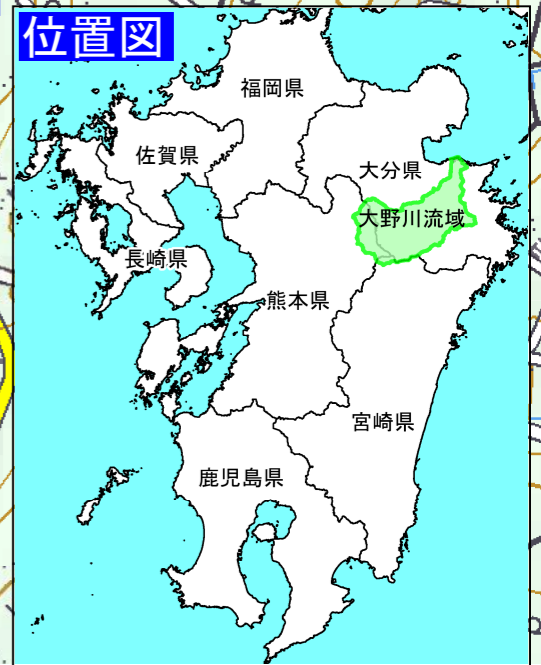 位置図
福岡県
佐賀県
大分県
大野川流域
長崎県
熊本県
宮崎県
鹿児島県